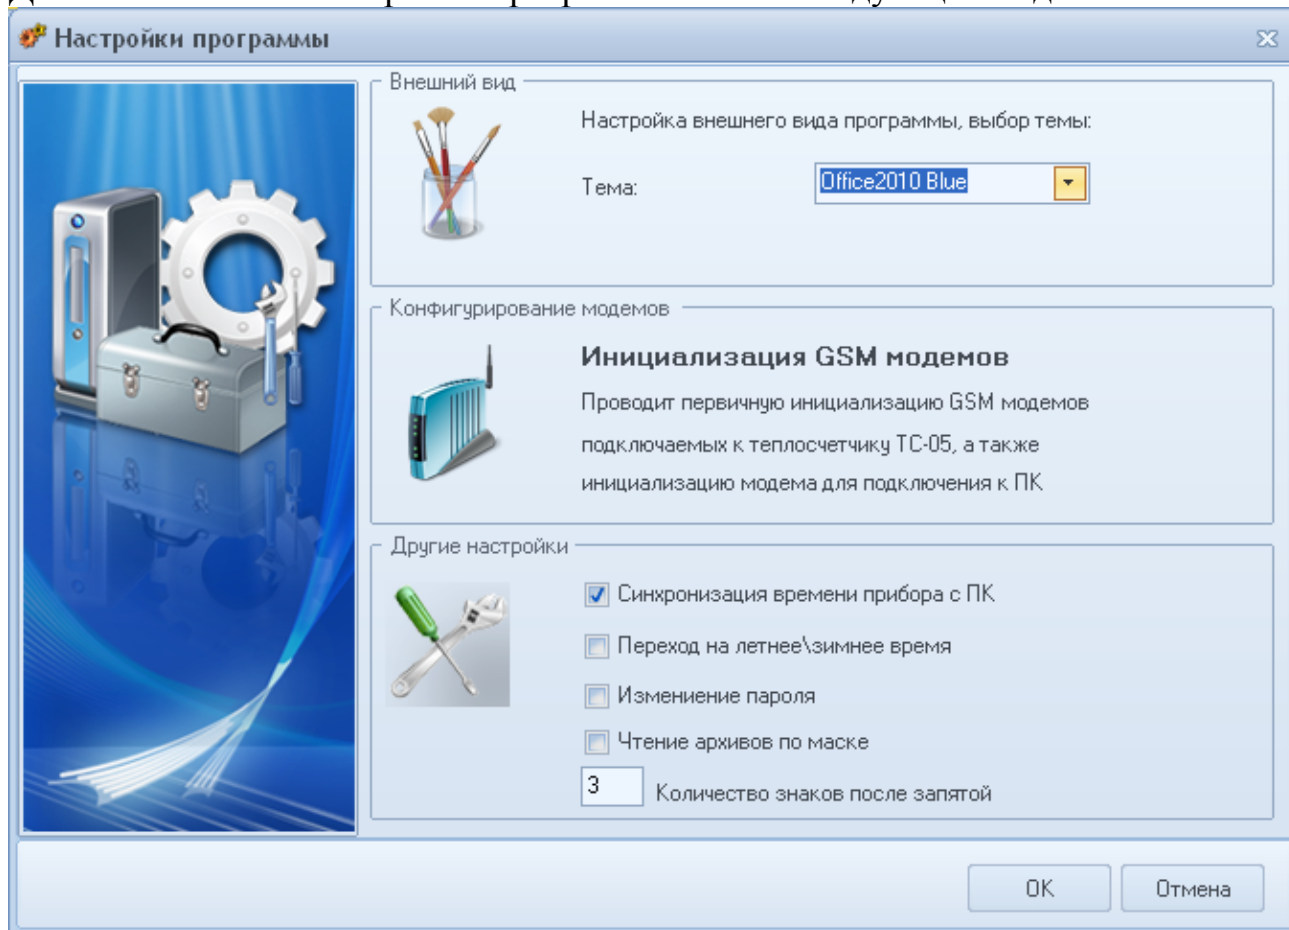 Настройки программы
Внешний вид
Настройка внешнего вида программы, выбор темы:
Тема:
Office2010 Blue
Конфигурирование модемов
Инициализация GSM модемов
Проводит первичную инициализацию GSM модемов
подключаемых к теплосчетчику ТС-05, а также
инициализацию модема для подключения к ПК
Другие настройки
Синхронизация времени прибора с ПК
Переход на летнее\зимнее время
Измениение пароля
Чтение архивов по маске
3 Количество знаков после запятой
OK Отмена